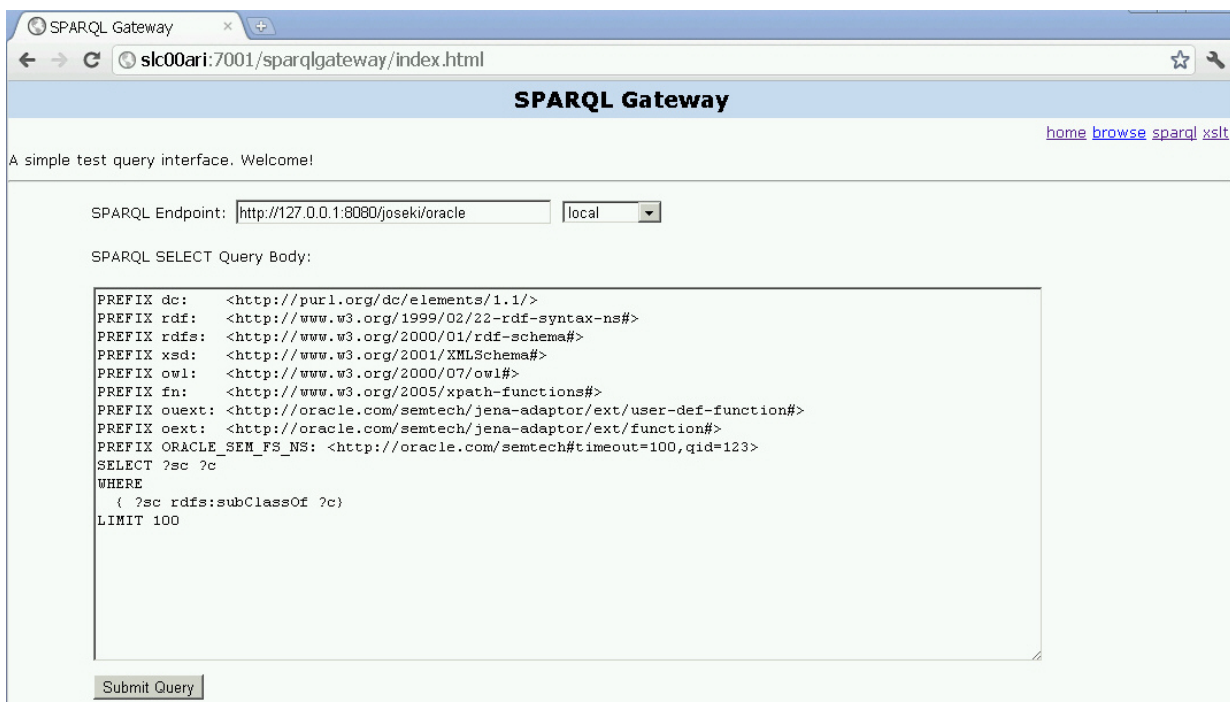 SPARQL Gateway
slc00ari:7001/sparqlgateway/index.html
SPARQL Gateway
home browse sparql xslt
A simple test query interface. Welcome!
SPARQL Endpoint: http://127.0.0.1:8080/joseki/oracle local
SPARQL SELECT Query Body:
PREFIX dc: <http://purl.org/dc/elements/1.1/>
PREFIX rdf: <http://www.w3.org/1999/02/22-rdf-syntax-ns#>
PREFIX rdfs: <http://www.w3.org/2000/01/rdf-schema#>
PREFIX xsd: <http://www.w3.org/2001/XMLSchema#>
PREFIX owl: <http://www.w3.org/2000/07/owl#>
PREFIX fn: <http://www.w3.org/2005/xpath-functions#>
PREFIX ouext: <http://oracle.com/semtech/jena-adaptor/ext/user-def-function#>
PREFIX oext: <http://oracle.com/semtech/jena-adaptor/ext/function#>
PREFIX ORACLE_SEM_FS_NS: <http://oracle.com/semtech#timeout=100,qid=123>
SELECT ?sc ?c
WHERE
{ ?sc rdfs:subClassOf ?c}
LIMIT 100
Submit Query